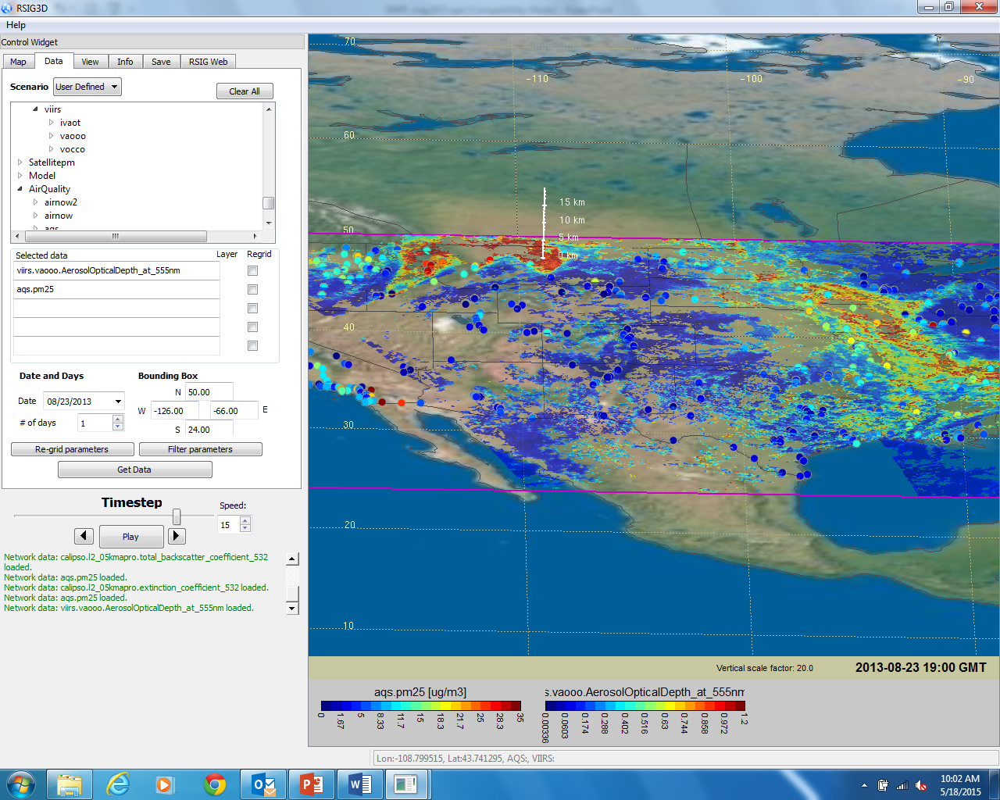 RSIG3D
Help
Control Widget
Map Data View Info Save RSIG Web
Scenario User Defined Clear All
viirs
ivaot
vaooo
vocco
Satellitepm
Model
AirQuality
airnow2
airnow
aqs
Selected data Layer Regrid
viirs.vaooo.AerosolOpticalDepth_at_555nm
aqs.pm25
Date and Days Bounding Box
N 50.00
Date 08/23/2013
W -126.00 -66.00 E
# of days 1
S 24.00
Re-grid parameters Filter parameters
Get Data
Timestep
Speed:
15
Play
Network data: calipso.l2_05kmapro.total_backscatter_coefficient_532
loaded.
Network data: aqs.pm25 loaded.
Network data: calipso.l2_05kmapro.extinction_coefficient_532 loaded.
Network data: aqs.pm25 loaded.
Network data: viirs.vaooo.AerosolOpticalDepth_at_555nm loaded.
70
-110 -100 -90
60
15 km
10 km
50
5 km
0 km
40
30
20
10
Vertical scale factor: 20.0
2013-08-23 19:00 GMT
aqs.pm25 [ug/m3]
0 1.67 5 8.33 11.7 15 18.3 21.7 25 28.3 35
s.vaooo.AerosolOpticalDepth_at_555nm
0.00336 0.0603 0.174 0.288 0.402 0.516 0.63 0.744 0.858 0.972 1.2
Lon:-108.799515, Lat:43.741295, AQS:, VIIRS:
10:02 AM
5/18/2015